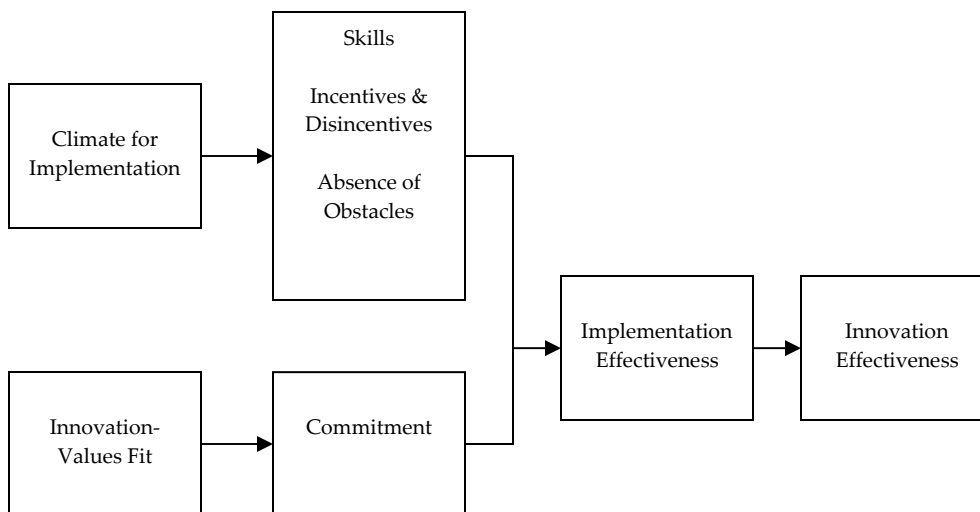 Skills
Incentives &
Disincentives
Absence of
Obstacles
Climate for
Implementation
Implementation
Effectiveness
Innovation
Effectiveness
Innovation-
Values Fit
Commitment